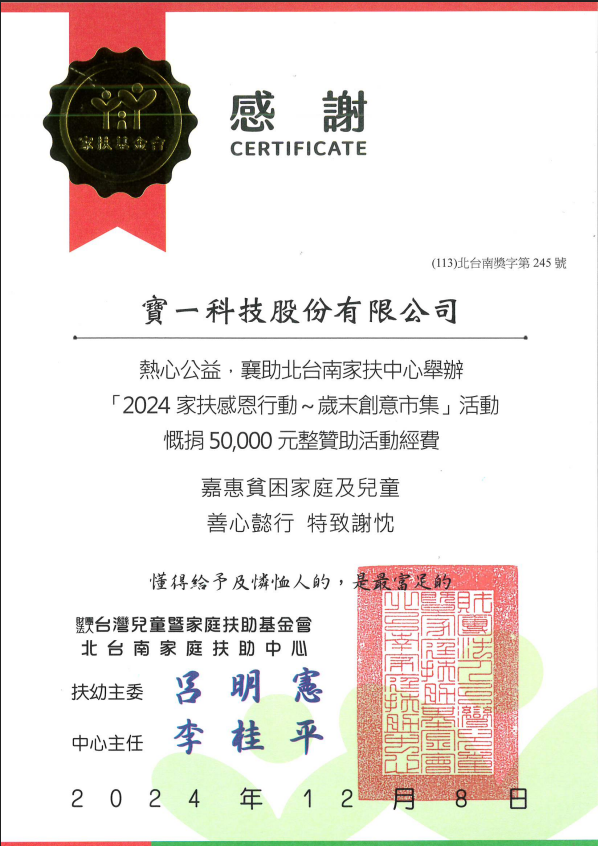 家扶基金會
感謝
CERTIFICATE
(113)北台南獎字第 245 號
寶一科技股份有限公司
熱心公益，襄助北台南家扶中心舉辦
「2024 家扶感恩行動～歲末創意市集」活動
慨捐 50,000 元整贊助活動經費
嘉惠貧困家庭及兒童
善心懿行 特致謝忱
懂得給予及憐恤人的，是最富足的
財團法人台灣兒童暨家庭扶助基金會
北台南家庭扶助中心
扶幼主委 呂明憲
中心主任 李桂平
2024年12月8日